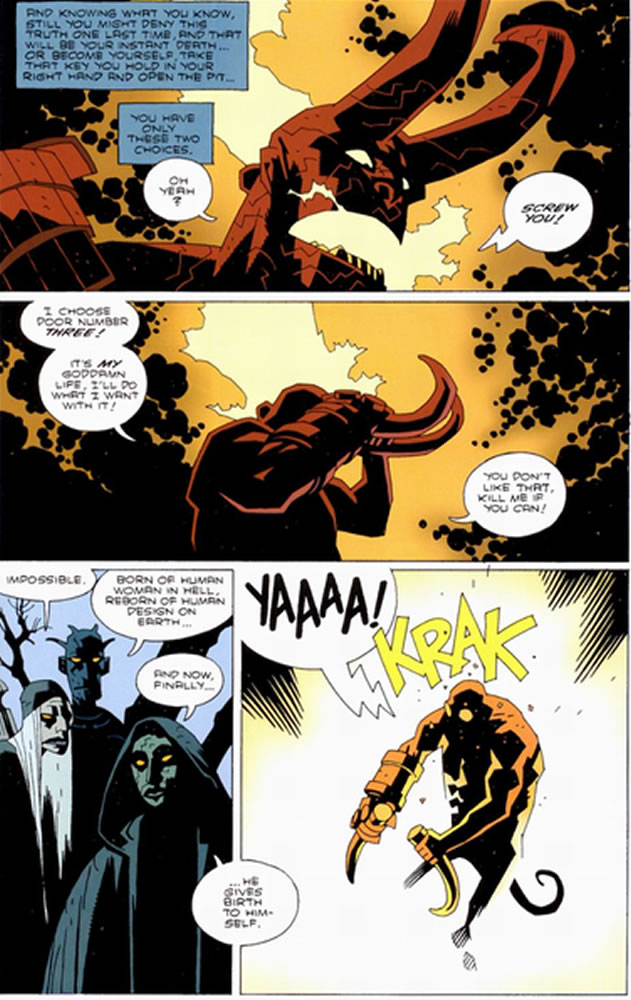 AND KNOWING WHAT YOU KNOW,
STILL YOU MIGHT DENY THIS
TRUTH ONE LAST TIME, AND THAT
WILL BE YOUR INSTANT DEATH...
OR BECOME YOURSELF TAKE
THAT KEY YOU HOLD IN YOUR
RIGHT HAND AND OPEN THE PIT...
YOU HAVE
ONLY
THESE TWO
CHOICES.
OH
YEAH
?
SCREW
YOU!
I CHOOSE
DOOR NUMBER
THREE!
IT'S MY
GODDAMN
LIFE, I'LL DO
WHAT I WANT
WITH IT!
YOU DON'T
LIKE THAT,
KILL ME IF
YOU CAN!
IMPOSSIBLE.
BORN OF HUMAN
WOMAN IN HELL,
REBORN OF HUMAN
DESIGN ON
EARTH...
AND NOW,
FINALLY...
...HE
GIVES
BIRTH
TO HIM-
SELF.
YAAAA!
KRAK